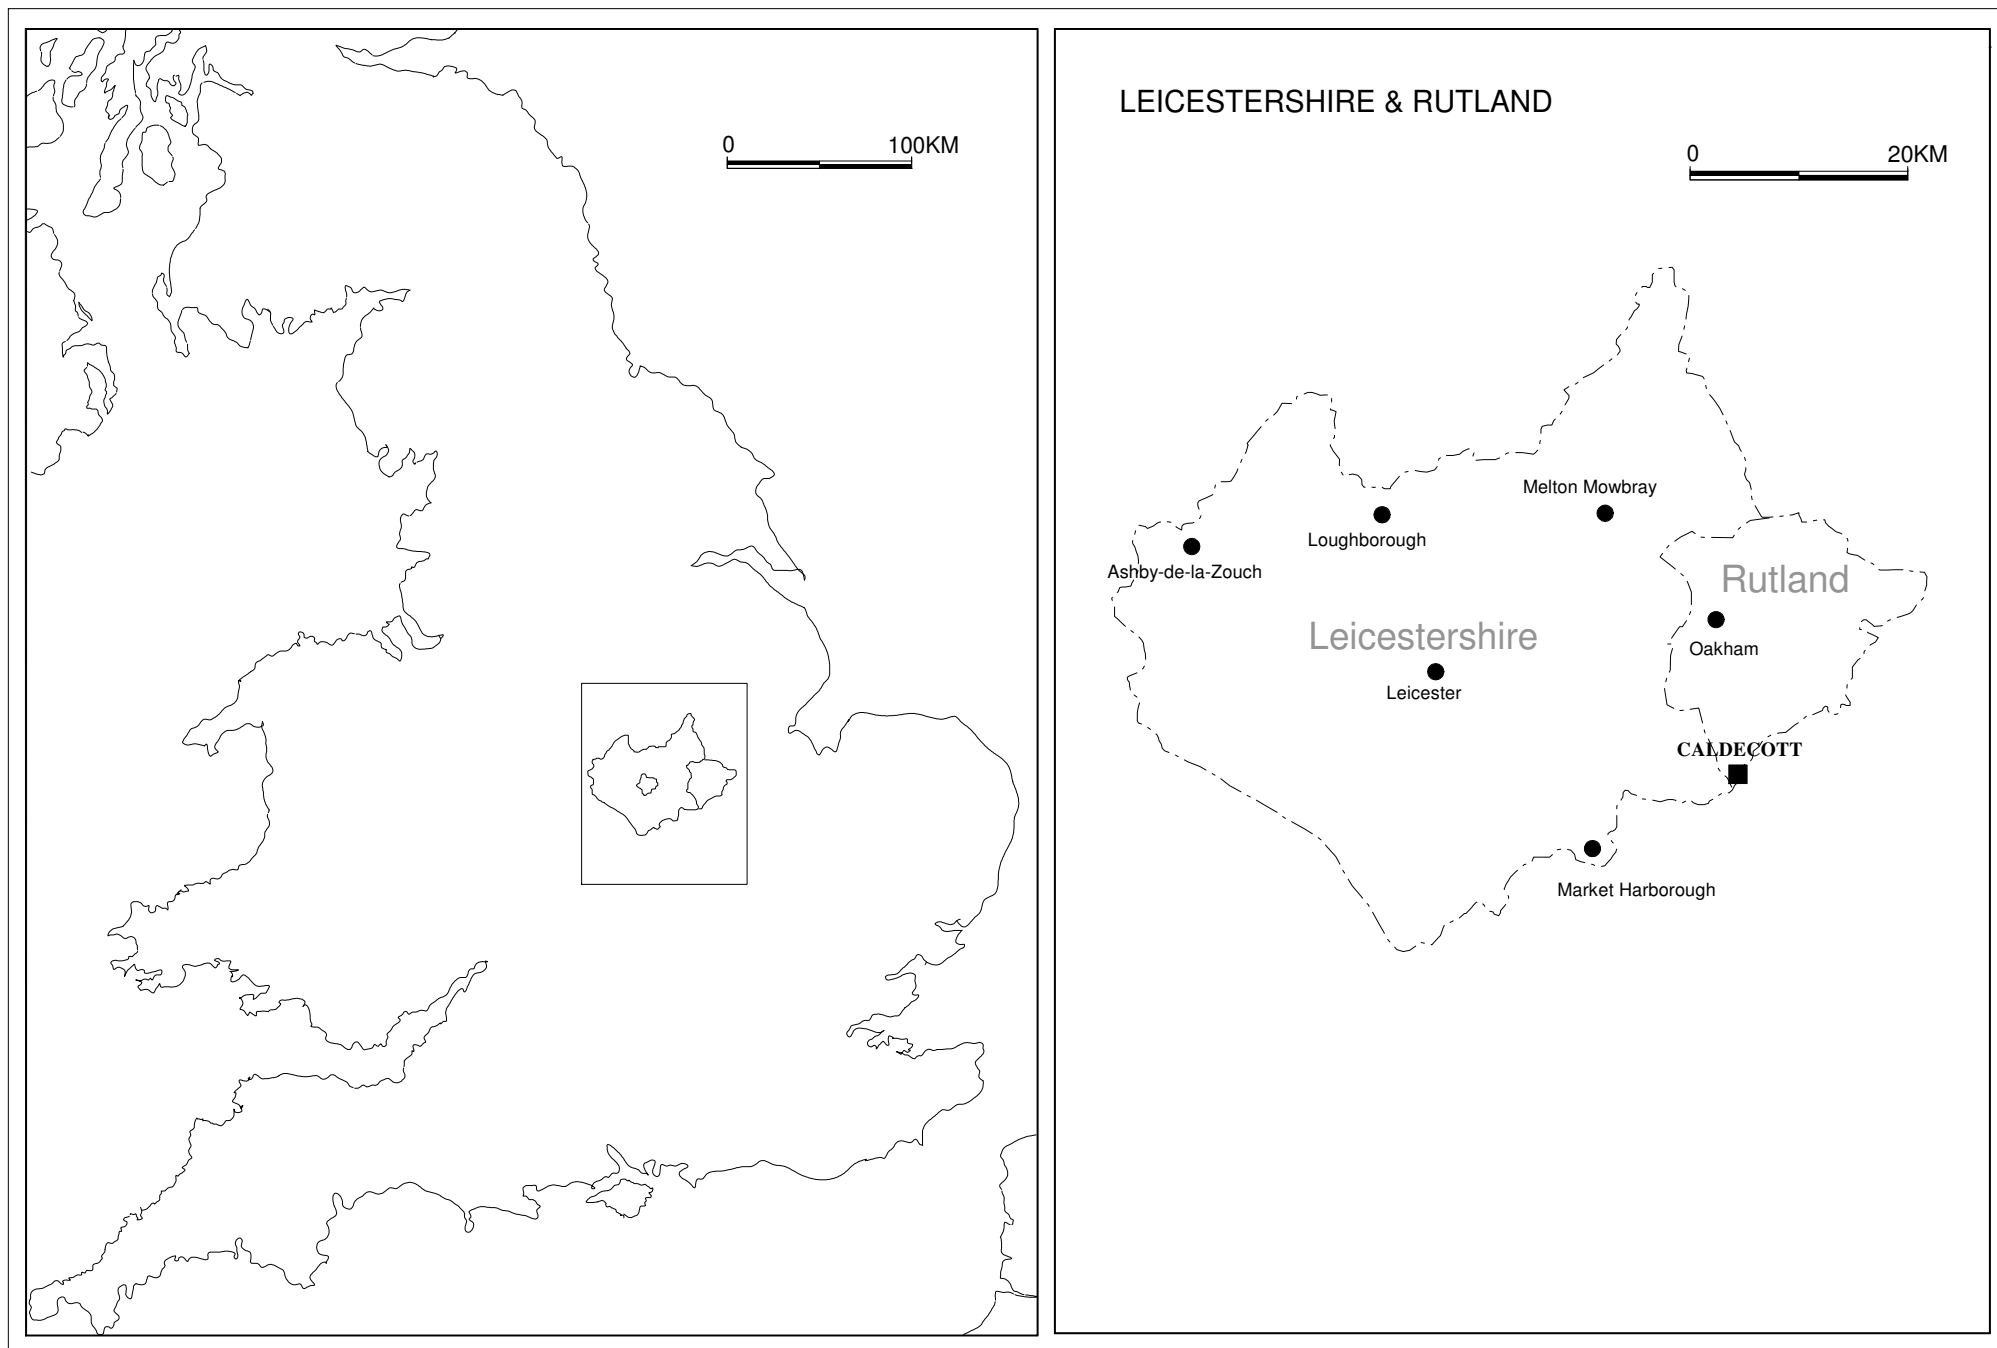 0 100KM
LEICESTERSHIRE & RUTLAND
0 20KM
Melton Mowbray
Loughborough
Ashby-de-la-Zouch
Rutland
Leicestershire
Oakham
Leicester
CALDECOTT
Market Harborough